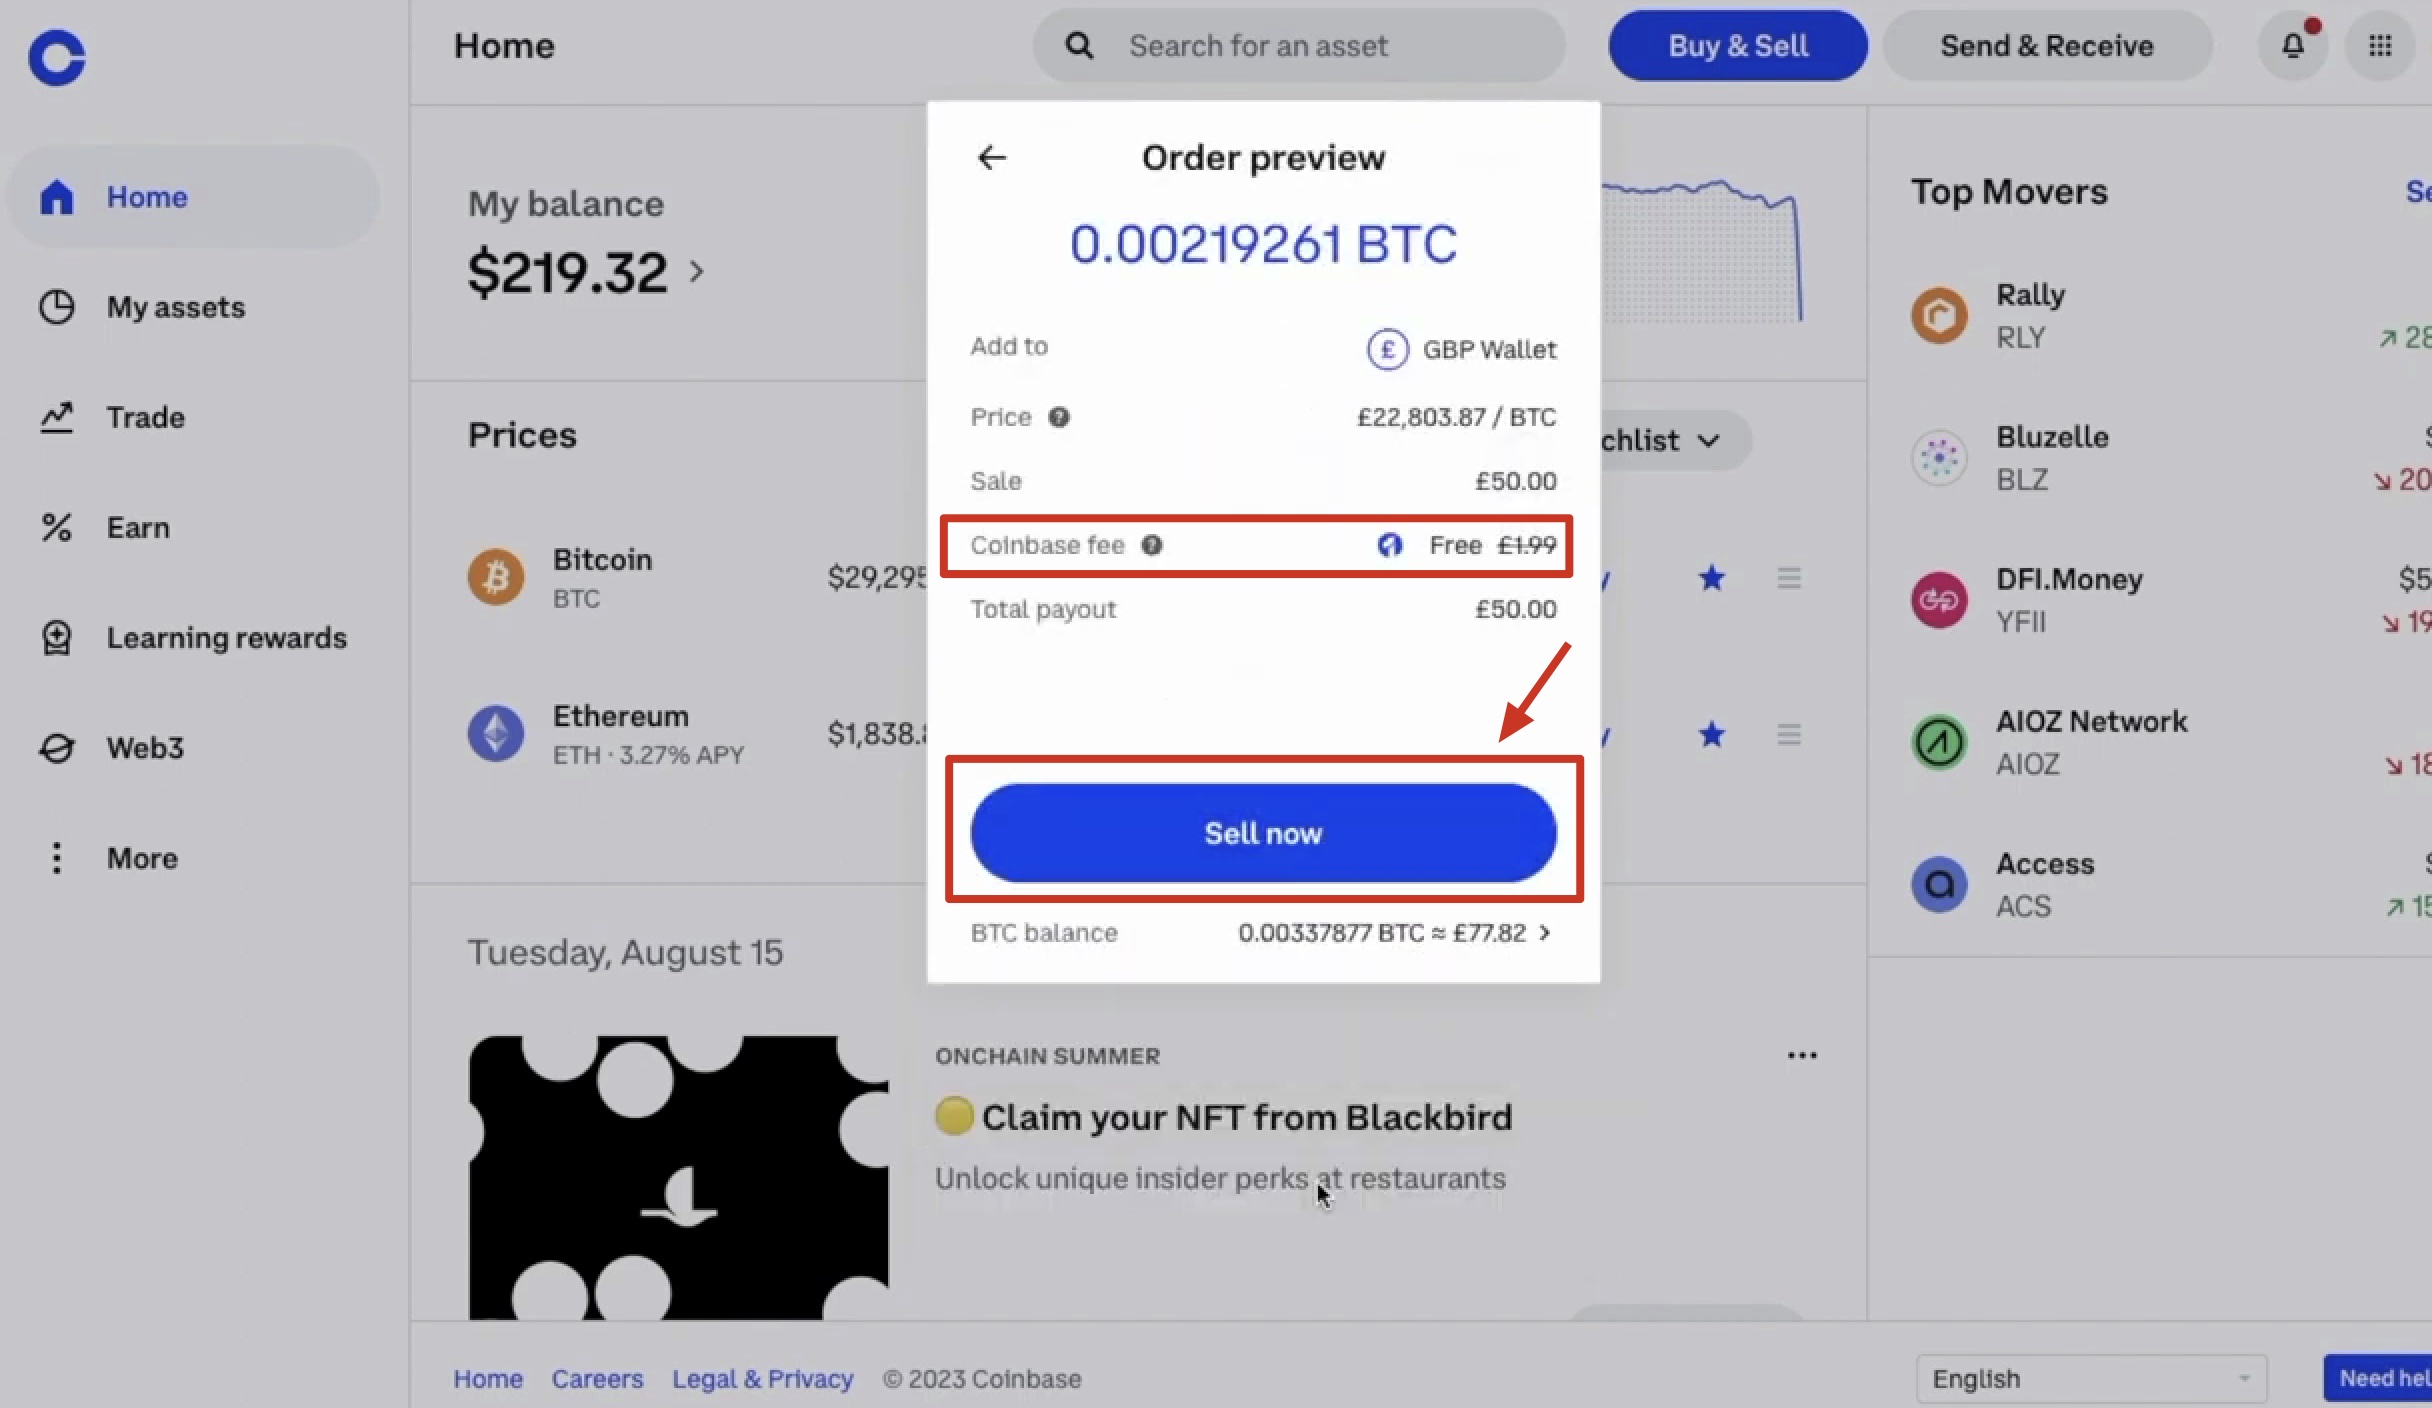 Home
Search for an asset
Buy & Sell
Send & Receive
Home
My assets
Trade
Earn
Learning rewards
Web3
More
My balance
$219.32
Prices
chlist
Bitcoin
BTC
$29,295
Ethereum
ETH · 3.27% APY
$1,838.
Order preview
0.00219261 BTC
Add to £ GBP Wallet
Price £22,803.87 / BTC
Sale £50.00
Coinbase fee Free £1.99
Total payout £50.00
Sell now
BTC balance 0.00337877 BTC ≈ £77.82
Top Movers
Rally
RLY
28
Bluzelle
BLZ
20
DFI.Money $5
YFII
19
AIOZ Network
AIOZ
18
Access
ACS
15
Tuesday, August 15
ONCHAIN SUMMER
Claim your NFT from Blackbird
Unlock unique insider perks at restaurants
Home Careers Legal & Privacy © 2023 Coinbase
English
Need hel